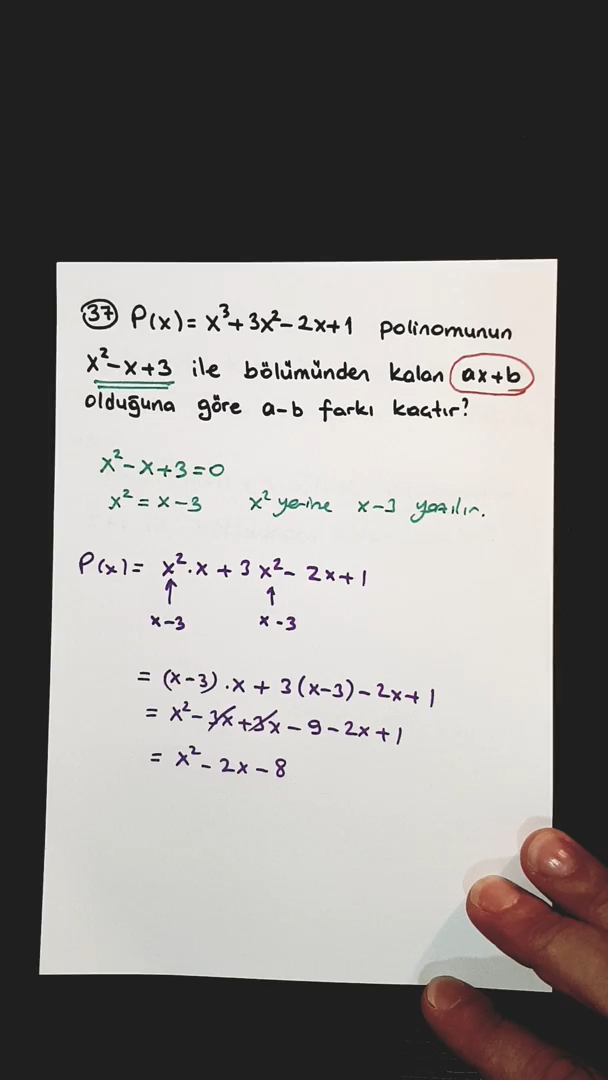 37 P(x) = x³+3x²-2x+1 polinomunun
x²-x+3 ile bölümünden kalan ax+b
olduğuna göre a-b farkı kaçtır?
x²-x+3=0
x² = x-3 x² yerine x-3 yazılır.
P(x) = x².x + 3x² - 2x+1
↑ ↑
x-3 x-3
= (x-3).x + 3(x-3)-2x+1
= x²-3x+3x-9-2x+1
= x²-2x-8